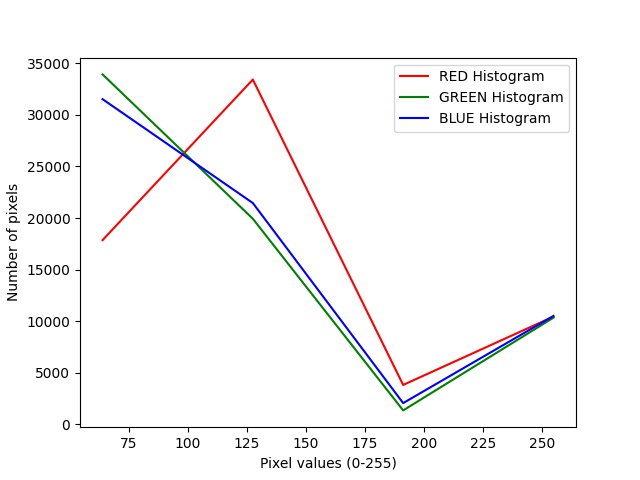 RED Histogram
GREEN Histogram
BLUE Histogram
35000
30000
25000
20000
15000
10000
5000
0
Number of pixels
75 100 125 150 175 200 225 250
Pixel values (0-255)